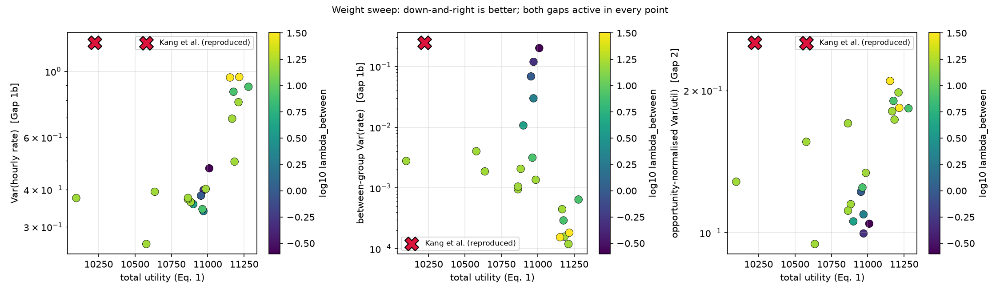 Weight sweep: down-and-right is better; both gaps active in every point
Var(hourly rate)  [Gap 1b]
10⁰
6 × 10⁻¹
4 × 10⁻¹
3 × 10⁻¹
Kang et al. (reproduced)
10250 10500 10750 11000 11250
total utility (Eq. 1)
1.50
1.25
1.00
0.75
0.50
0.25
0.00
−0.25
−0.50
log10 lambda_between
between-group Var(rate)  [Gap 1b]
10⁻¹
10⁻²
10⁻³
10⁻⁴
Kang et al. (reproduced)
10250 10500 10750 11000 11250
total utility (Eq. 1)
1.50
1.25
1.00
0.75
0.50
0.25
0.00
−0.25
−0.50
log10 lambda_between
opportunity-normalised Var(util)  [Gap 2]
2 × 10⁻¹
10⁻¹
Kang et al. (reproduced)
10250 10500 10750 11000 11250
total utility (Eq. 1)
1.50
1.25
1.00
0.75
0.50
0.25
0.00
−0.25
−0.50
log10 lambda_between